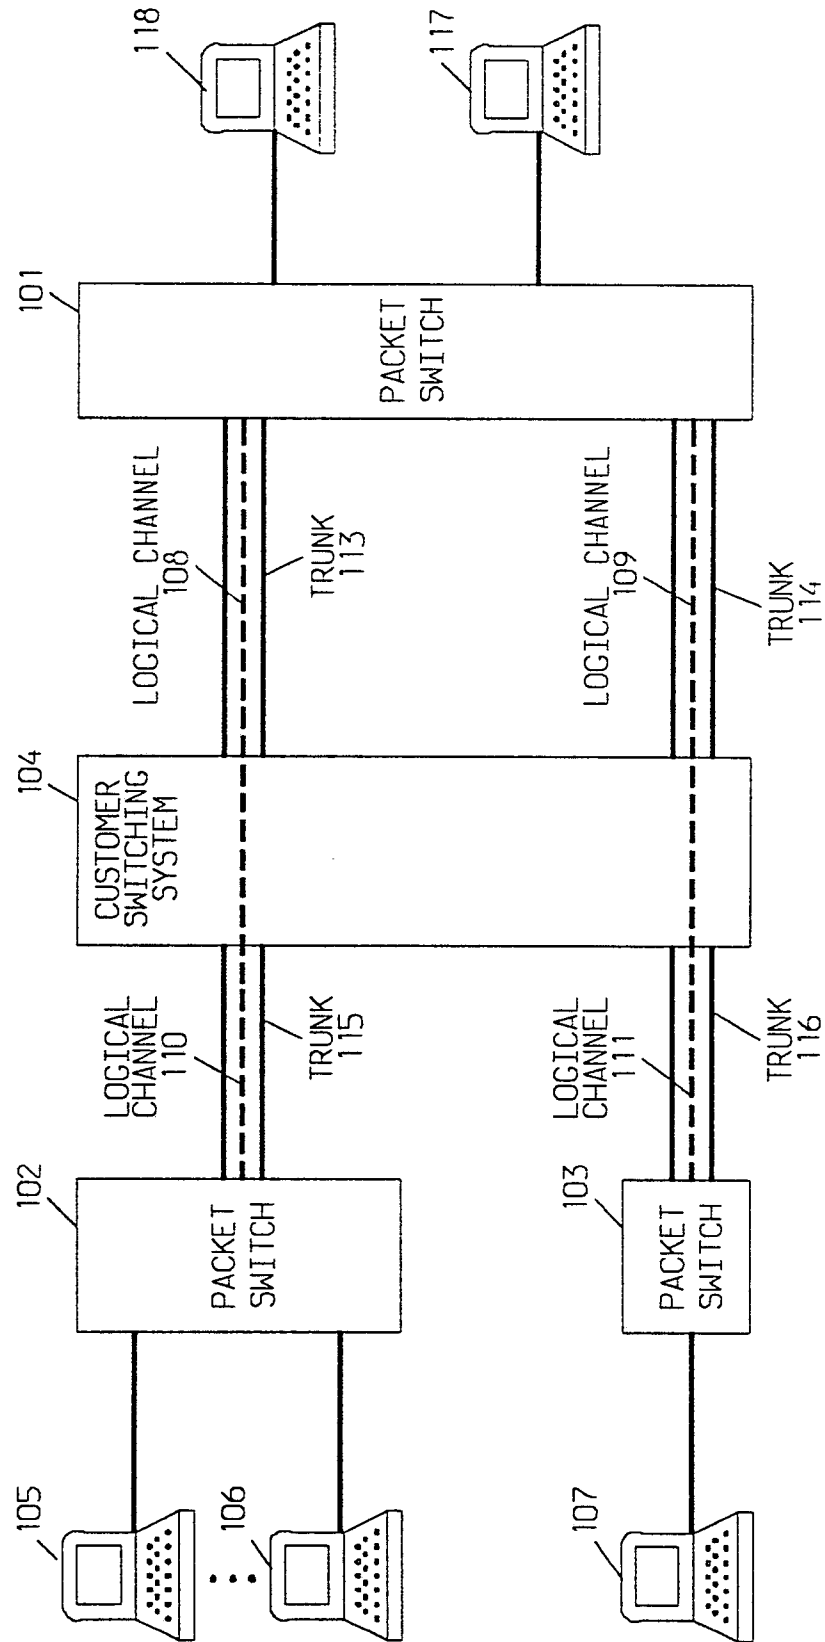 118
117
101
PACKET
SWITCH
LOGICAL CHANNEL
108
TRUNK
113
LOGICAL CHANNEL
109
TRUNK
114
104
CUSTOMER
SWITCHING
SYSTEM
LOGICAL
CHANNEL
110
TRUNK
115
LOGICAL
CHANNEL
111
TRUNK
116
102
PACKET
SWITCH
103
PACKET
SWITCH
105
106
107